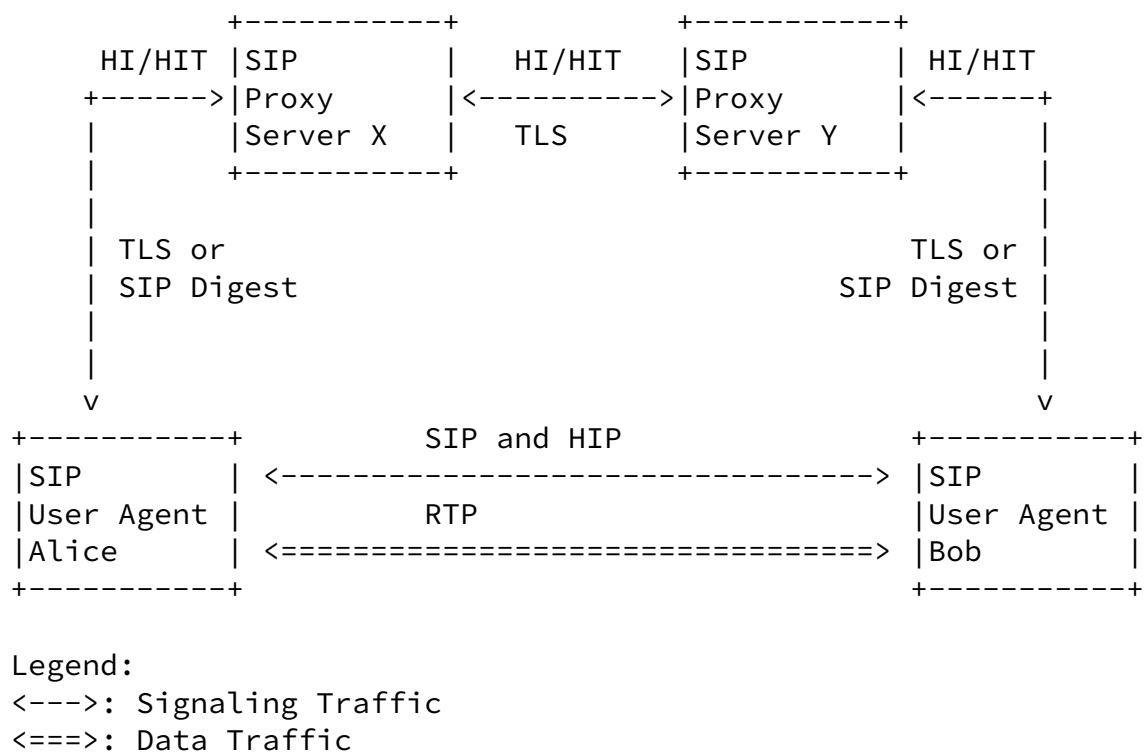 +-----------+ +-----------+
HI/HIT |SIP | HI/HIT |SIP | HI/HIT
+------>|Proxy |<---------->|Proxy |<------+
| |Server X | TLS |Server Y | |
| +-----------+ +-----------+ |
| |
| TLS or TLS or |
| SIP Digest SIP Digest |
| |
| |
v v
+-----------+ SIP and HIP +-----------+
|SIP | <---------------------------------> |SIP |
|User Agent | RTP |User Agent |
|Alice | <=================================> |Bob |
+-----------+ +-----------+
Legend:
<--->: Signaling Traffic
<===>: Data Traffic